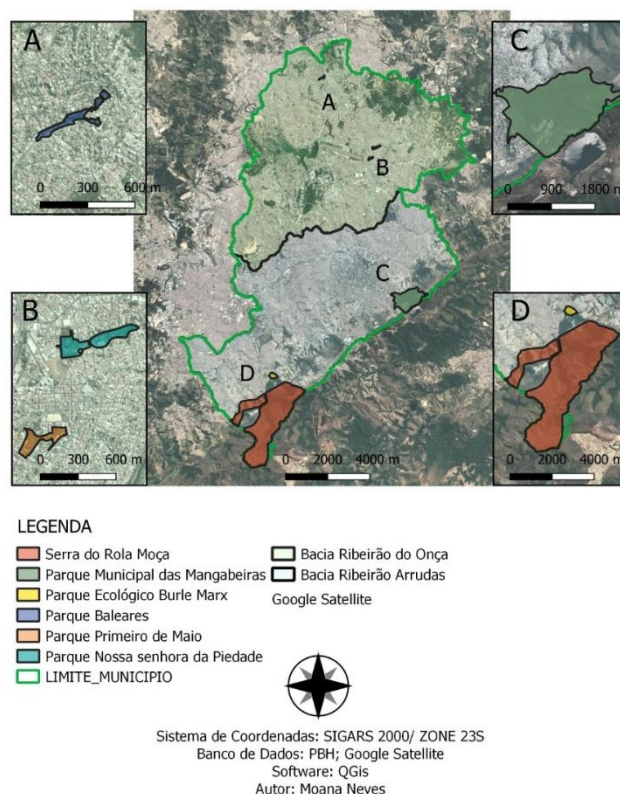 A
0 300 600 m
A
B
C
D
0 2000 4000 m
C
0 900 1800 m
B
0 300 600 m
D
0 2000 4000 m
LEGENDA
Serra do Rola Moça
Parque Municipal das Mangabeiras
Parque Ecológico Burle Marx
Parque Baleares
Parque Primeiro de Maio
Parque Nossa senhora da Piedade
LIMITE_MUNICIPIO
Bacia Ribeirão do Onça
Bacia Ribeirão Arrudas
Google Satellite
Sistema de Coordenadas: SIGARS 2000/ ZONE 23S
Banco de Dados: PBH; Google Satellite
Software: QGis
Autor: Moana Neves